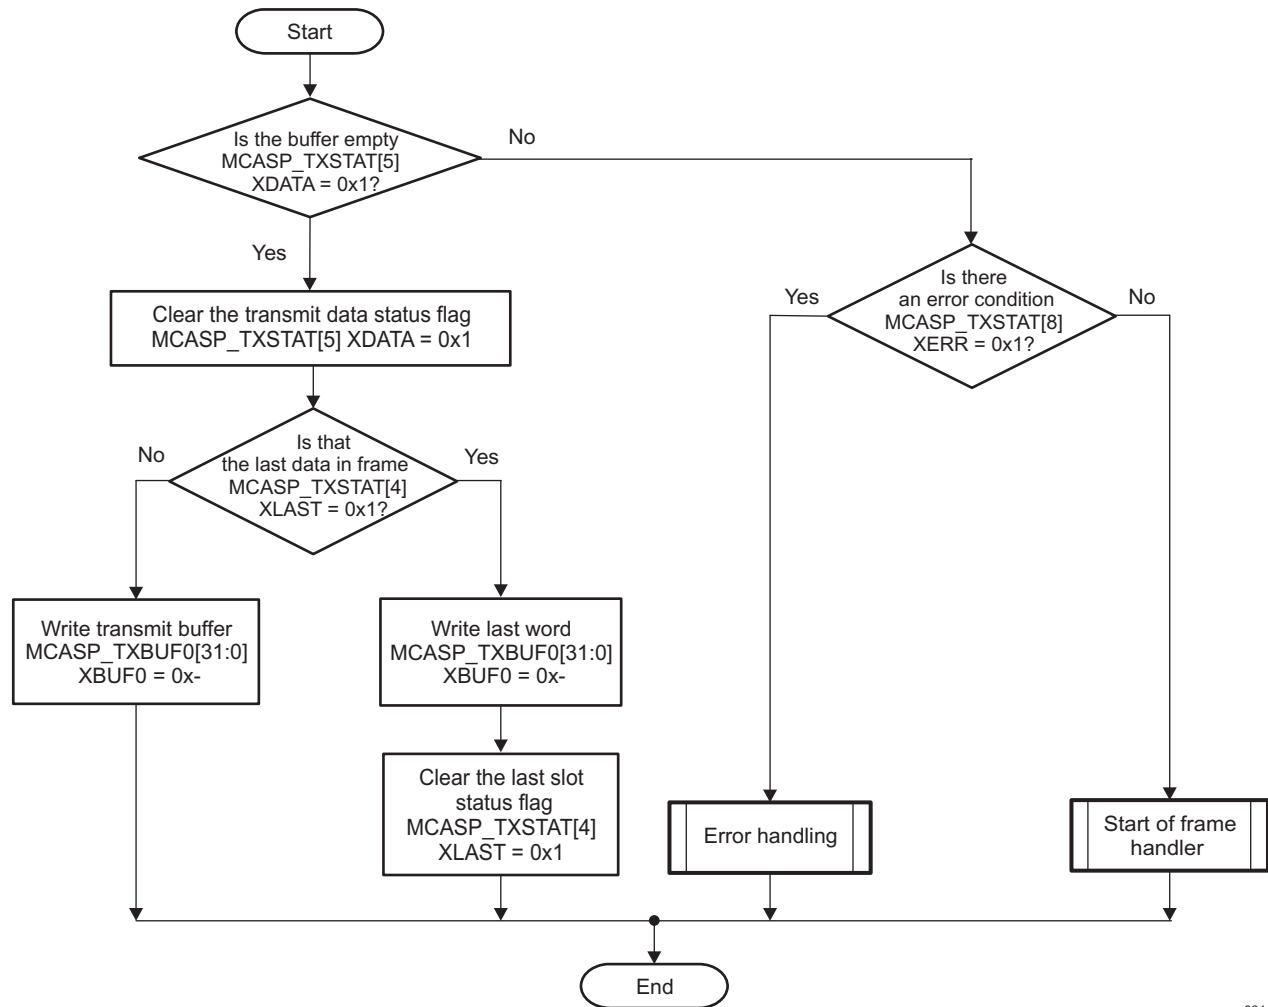 Start
Is the buffer empty
MCASP_TXSTAT[5]
XDATA = 0x1?
No
Yes
Clear the transmit data status flag
MCASP_TXSTAT[5] XDATA = 0x1
Is that
the last data in frame
MCASP_TXSTAT[4]
XLAST = 0x1?
No
Yes
Write transmit buffer
MCASP_TXBUF0[31:0]
XBUF0 = 0x-
Write last word
MCASP_TXBUF0[31:0]
XBUF0 = 0x-
Clear the last slot
status flag
MCASP_TXSTAT[4]
XLAST = 0x1
Is there
an error condition
MCASP_TXSTAT[8]
XERR = 0x1?
Yes
No
Error handling
Start of frame
handler
End